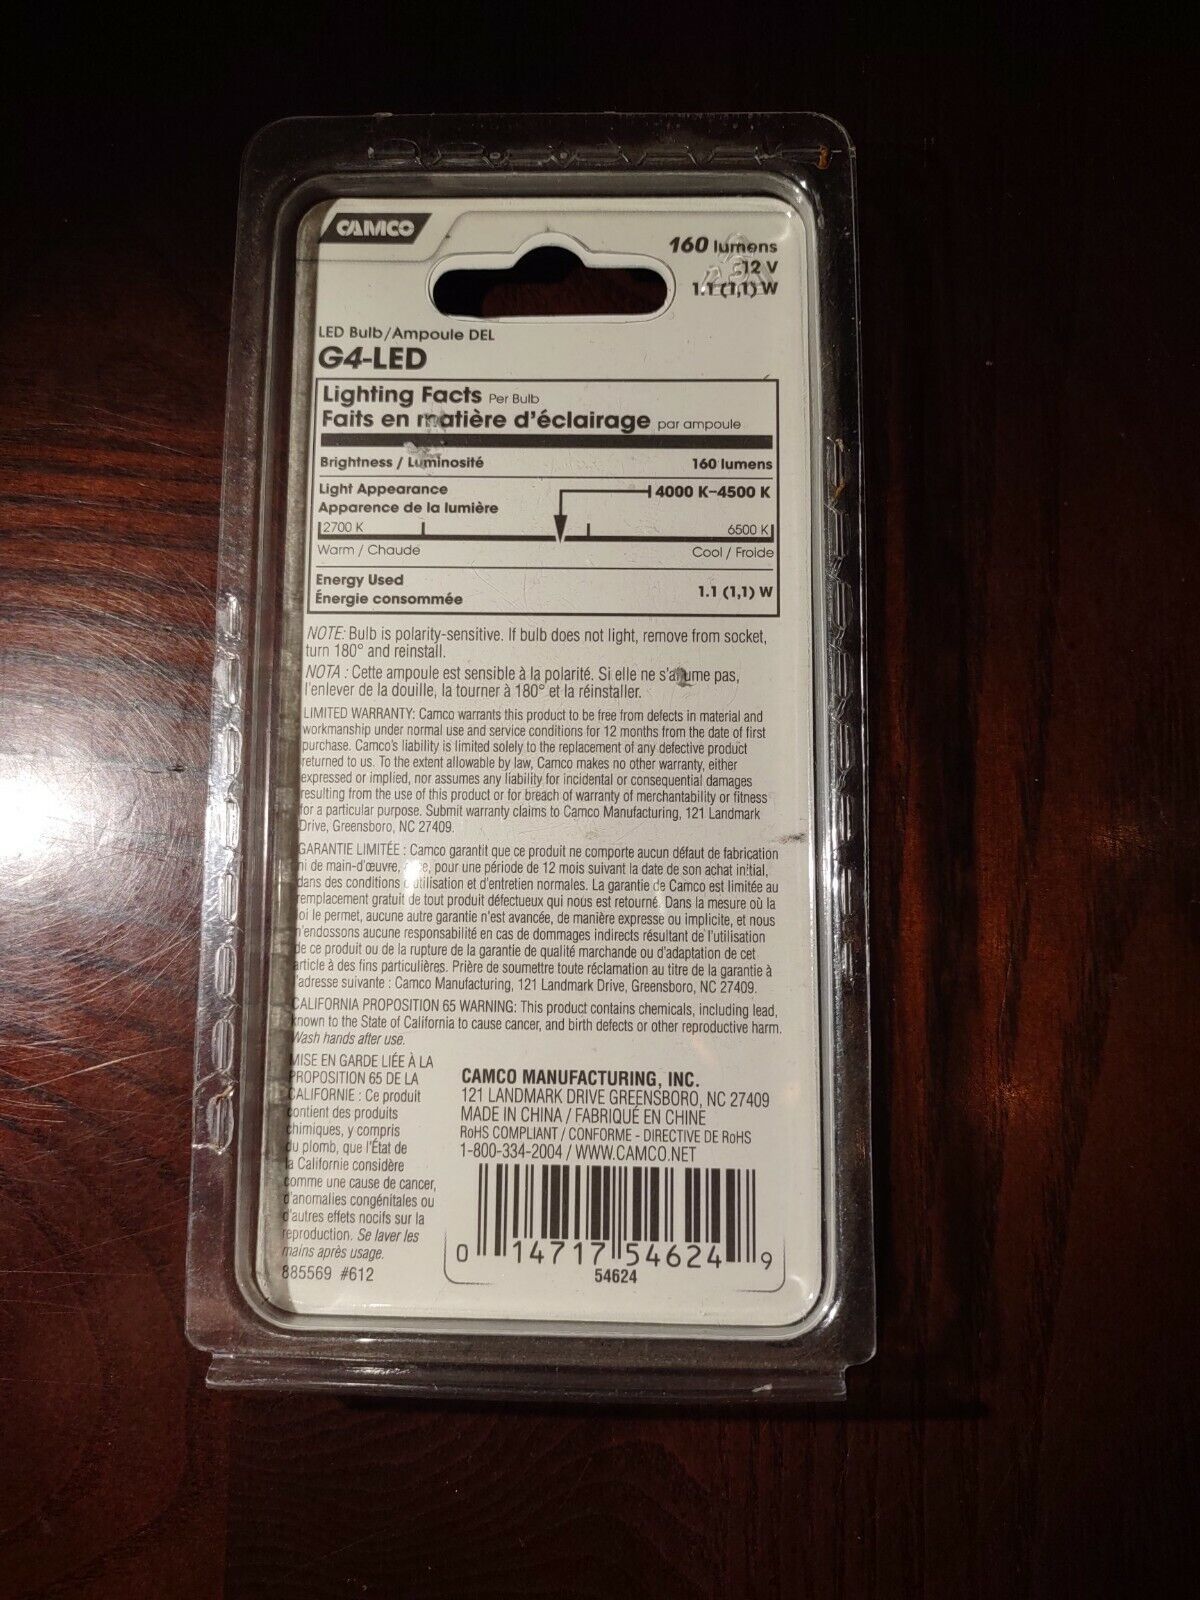 CAMCO
160 lumens
12 V
1.1 (1,1) W
LED Bulb/Ampoule DEL
G4-LED
Lighting Facts Per Bulb
Faits en matière d'éclairage par ampoule
Brightness / Luminosité 160 lumens
Light Appearance
Apparence de la lumière
4000 K–4500 K
2700 K 6500 K
Warm / Chaude Cool / Froide
Energy Used
Énergie consommée
1.1 (1,1) W
NOTE: Bulb is polarity-sensitive. If bulb does not light, remove from socket,
turn 180° and reinstall.
NOTA : Cette ampoule est sensible à la polarité. Si elle ne s'allume pas,
l'enlever de la douille, la tourner à 180° et la réinstaller.
LIMITED WARRANTY: Camco warrants this product to be free from defects in material and
workmanship under normal use and service conditions for 12 months from the date of first
purchase. Camco's liability is limited solely to the replacement of any defective product
returned to us. To the extent allowable by law, Camco makes no other warranty, either
expressed or implied, nor assumes any liability for incidental or consequential damages
resulting from the use of this product or for breach of warranty of merchantability or fitness
for a particular purpose. Submit warranty claims to Camco Manufacturing, 121 Landmark
Drive, Greensboro, NC 27409.
GARANTIE LIMITÉE : Camco garantit que ce produit ne comporte aucun défaut de fabrication
ni de main-d'œuvre, pour une période de 12 mois suivant la date de son achat initial,
dans des conditions d'utilisation et d'entretien normales. La garantie de Camco est limitée au
remplacement gratuit de tout produit défectueux qui nous est retourné. Dans la mesure où la
loi le permet, aucune autre garantie n'est avancée, de manière expresse ou implicite, et nous
n'endossons aucune responsabilité en cas de dommages indirects résultant de l'utilisation
de ce produit ou de la rupture de la garantie de qualité marchande ou d'adaptation de cet
article à des fins particulières. Prière de soumettre toute réclamation au titre de la garantie à
l'adresse suivante : Camco Manufacturing, 121 Landmark Drive, Greensboro, NC 27409.
CALIFORNIA PROPOSITION 65 WARNING: This product contains chemicals, including lead,
known to the State of California to cause cancer, and birth defects or other reproductive harm.
Wash hands after use.
MISE EN GARDE LIÉE À LA
PROPOSITION 65 DE LA
CALIFORNIE : Ce produit
contient des produits
chimiques, y compris
du plomb, que l'État de
la Californie considère
comme une cause de cancer,
d'anomalies congénitales ou
d'autres effets nocifs sur la
reproduction. Se laver les
mains après usage.
885569 #612
CAMCO MANUFACTURING, INC.
121 LANDMARK DRIVE GREENSBORO, NC 27409
MADE IN CHINA / FABRIQUÉ EN CHINE
RoHS COMPLIANT / CONFORME - DIRECTIVE DE RoHS
1-800-334-2004 / WWW.CAMCO.NET
0 14717 54624 9
54624